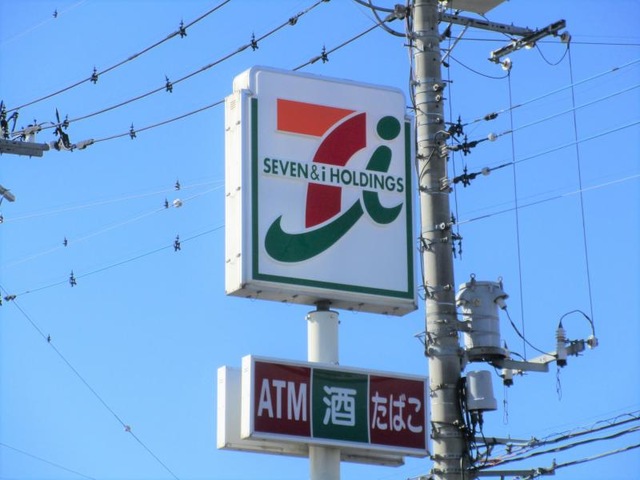 SEVEN & i HOLDINGS
ATM 酒 たばこ